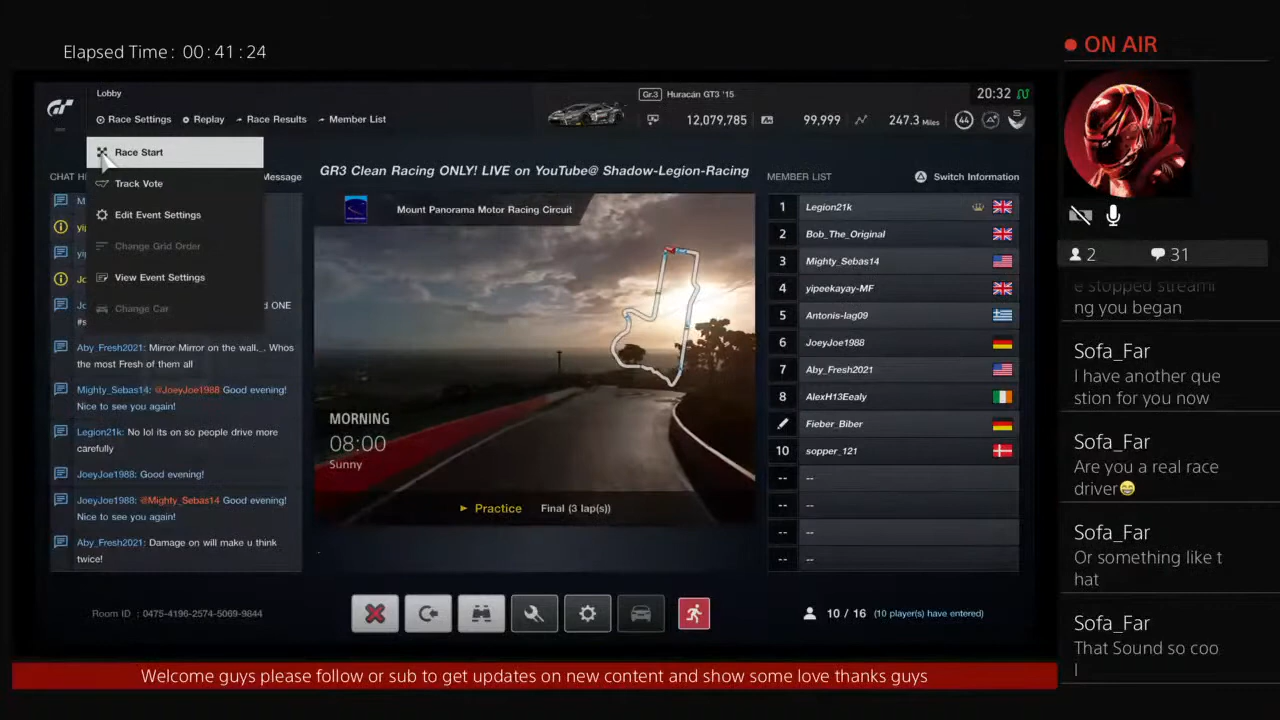 Elapsed Time: 00:41:24
ON AIR
Lobby
Race Settings
Replay
Race Results
Member List
Gr.3 Huracán GT3 '15
20:32
12,079,785
99,999
247.3 Miles
44
S
Race Start
Track Vote
Edit Event Settings
Change Grid Order
View Event Settings
Change Car
CHAT
Message
GR3 Clean Racing ONLY! LIVE on YouTube@ Shadow-Legion-Racing
Mount Panorama Motor Racing Circuit
MORNING
08:00
Sunny
Practice Final (3 lap(s))
MEMBER LIST
Switch Information
1 Legion21k
2 Bob_The_Original
3 Mighty_Sebas14
4 yipeekayay-MF
5 Antonis-lag09
6 JoeyJoe1988
7 Aby_Fresh2021
8 AlexH13Eealy
Fieber_Biber
10 sopper_121
-- --
-- --
-- --
-- --
ONE
Aby_Fresh2021: Mirror Mirror on the wall._. Whos
the most Fresh of them all
Mighty_Sebas14: @JoeyJoe1988 Good evening!
Nice to see you again!
Legion21k: No lol its on so people drive more
carefully
JoeyJoe1988: Good evening!
JoeyJoe1988: @Mighty_Sebas14 Good evening!
Nice to see you again!
Aby_Fresh2021: Damage on will make u think
twice!
Room ID : 0475-4196-2574-5069-9844
10 / 16 (10 player(s) have entered)
Welcome guys please follow or sub to get updates on new content and show some love thanks guys
2 31
e stopped streami
ng you began
Sofa_Far
I have another que
stion for you now
Sofa_Far
Are you a real race
driver😁
Sofa_Far
Or something like t
hat
Sofa_Far
That Sound so coo
l